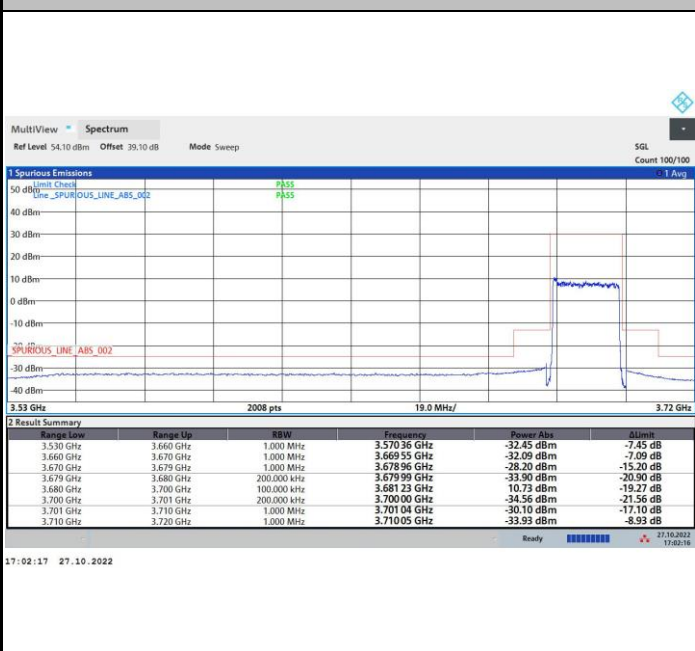 MultiView Spectrum
Ref Level 54.10 dBm Offset 39.10 dB Mode Sweep SGL
Count 100/100
1 Spurious Emissions 1 Avg
Limit Check PASS
50 dBm
Line _SPURIOUS_LINE_ABS_002 PASS
40 dBm
30 dBm
20 dBm
10 dBm
0 dBm
-10 dBm
-20 dBm
SPURIOUS_LINE_ABS_002
-30 dBm
-40 dBm
3.53 GHz 2008 pts 19.0 MHz/ 3.72 GHz
2 Result Summary
Range Low Range Up RBW Frequency Power Abs ΔLimit
3.530 GHz 3.660 GHz 1.000 MHz 3.57036 GHz -32.45 dBm -7.45 dB
3.660 GHz 3.670 GHz 1.000 MHz 3.66955 GHz -32.09 dBm -7.09 dB
3.670 GHz 3.679 GHz 1.000 MHz 3.67896 GHz -28.20 dBm -15.20 dB
3.679 GHz 3.680 GHz 200.000 kHz 3.67999 GHz -33.90 dBm -20.90 dB
3.680 GHz 3.700 GHz 100.000 kHz 3.68123 GHz 10.73 dBm -19.27 dB
3.700 GHz 3.701 GHz 200.000 kHz 3.70000 GHz -34.56 dBm -21.56 dB
3.701 GHz 3.710 GHz 1.000 MHz 3.70104 GHz -30.10 dBm -17.10 dB
3.710 GHz 3.720 GHz 1.000 MHz 3.71005 GHz -33.93 dBm -8.93 dB
Ready 27.10.2022
17:02:16
17:02:17 27.10.2022